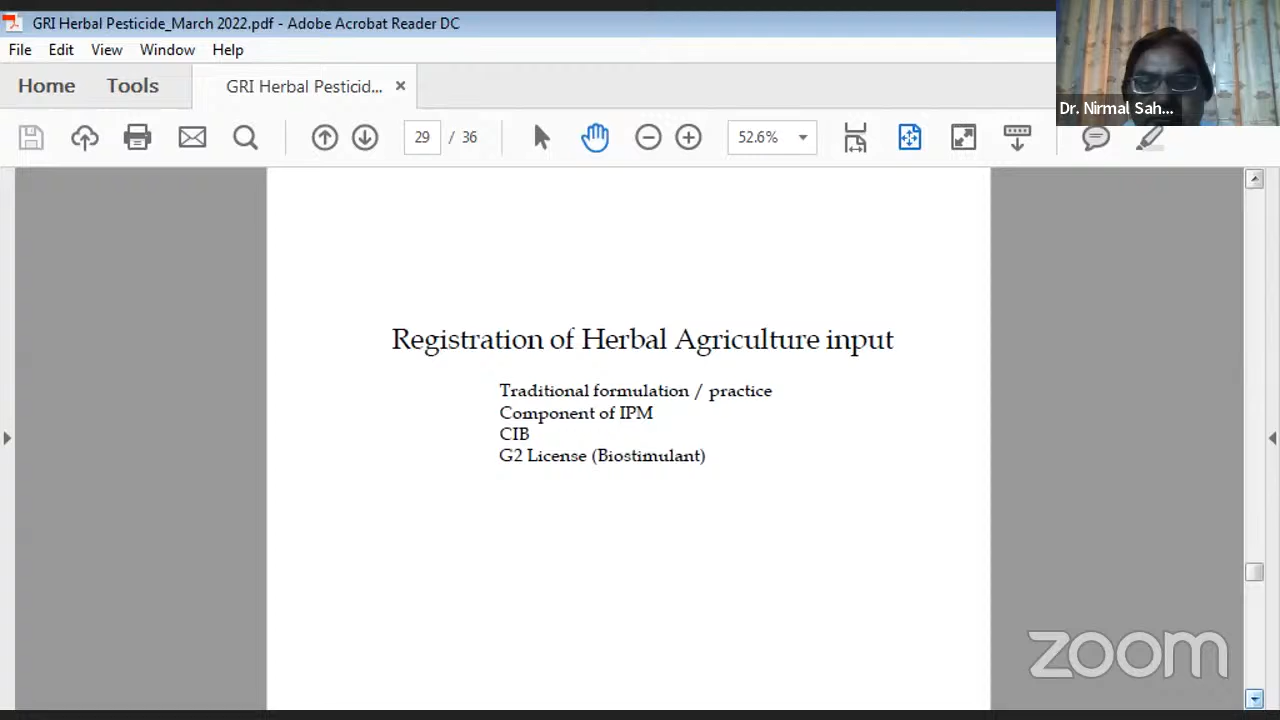 GRI Herbal Pesticide_March 2022.pdf - Adobe Acrobat Reader DC
File Edit View Window Help
Home Tools GRI Herbal Pesticid... ×
Dr. Nirmal Sah...
29 / 36 52.6%
Registration of Herbal Agriculture input
Traditional formulation / practice
Component of IPM
CIB
G2 License (Biostimulant)
zoom